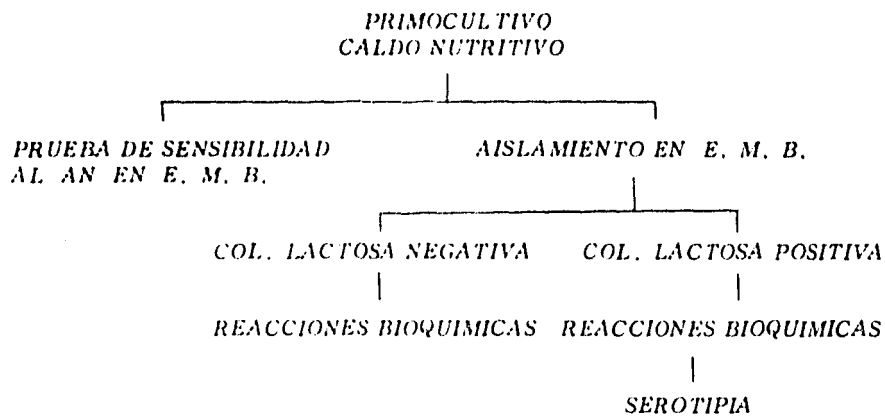 PRIMOCULTIVO
CALDO NUTRITIVO
PRUEBA DE SENSIBILIDAD
AL AN EN E. M. B.
AISLAMIENTO EN E. M. B.
COL. LACTOSA NEGATIVA
COL. LACTOSA POSITIVA
REACCIONES BIOQUIMICAS
REACCIONES BIOQUIMICAS
SEROTIPIA